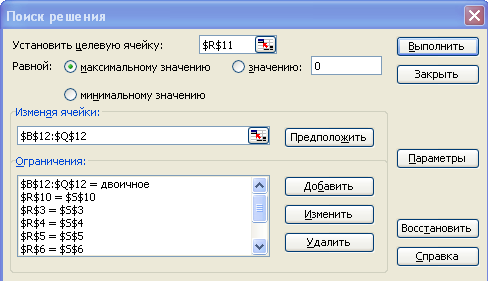 Поиск решения
Установить целевую ячейку: $R$11
Выполнить
Равной: максимальному значению значению: 0
Закрыть
минимальному значению
Изменяя ячейки:
$B$12:$Q$12
Предположить
Ограничения:
Параметры
$B$12:$Q$12 = двоичное
$R$10 = $S$10
$R$3 = $S$3
$R$4 = $S$4
$R$5 = $S$5
$R$6 = $S$6
Добавить
Изменить
Удалить
Восстановить
Справка